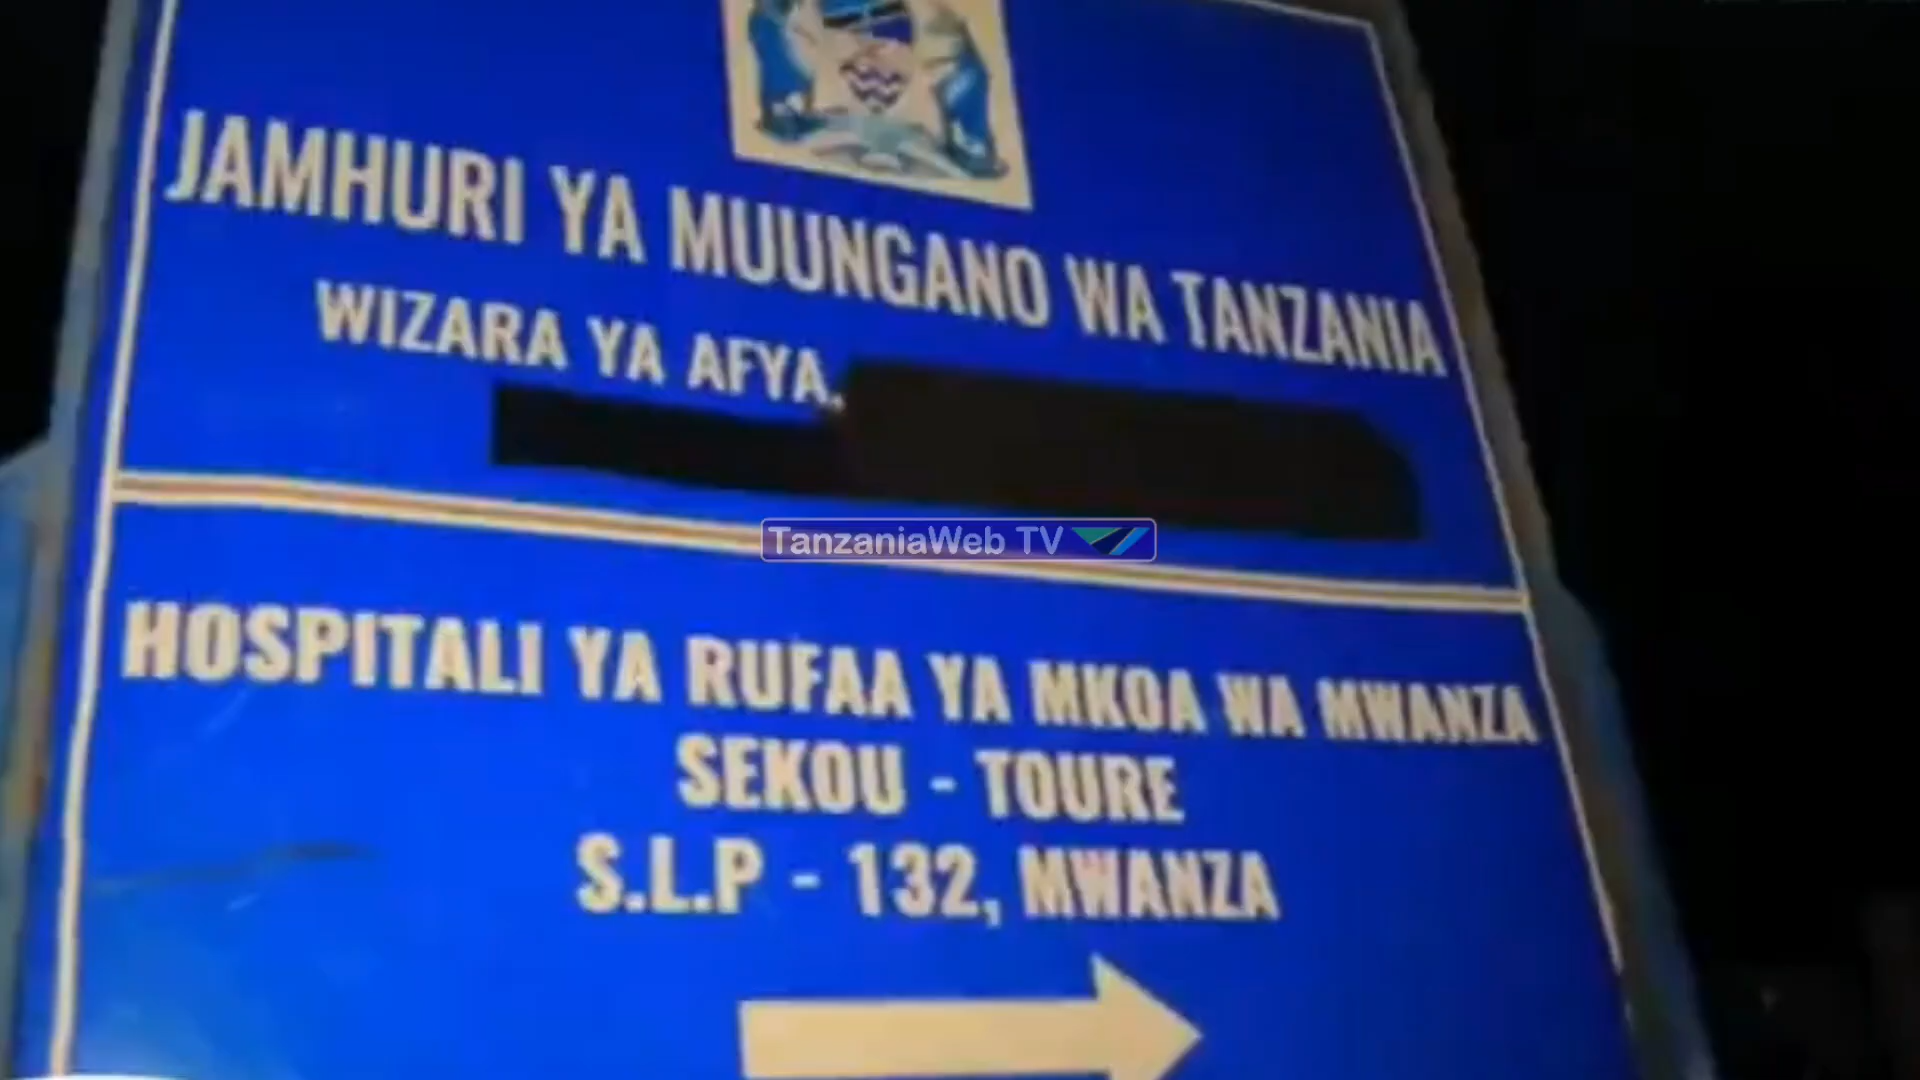 JAMHURI YA MUUNGANO WA TANZANIA
WIZARA YA AFYA.
TanzaniaWeb TV
HOSPITALI YA RUFAA YA MKOA WA MWANZA
SEKOU - TOURE
S.L.P - 132, MWANZA